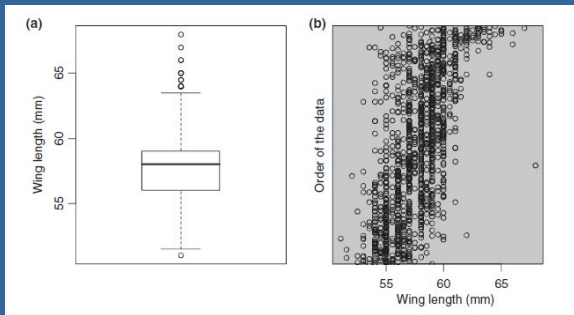 (a)
Wing length (mm)
65
60
55
(b)
Order of the data
55 60 65
Wing length (mm)